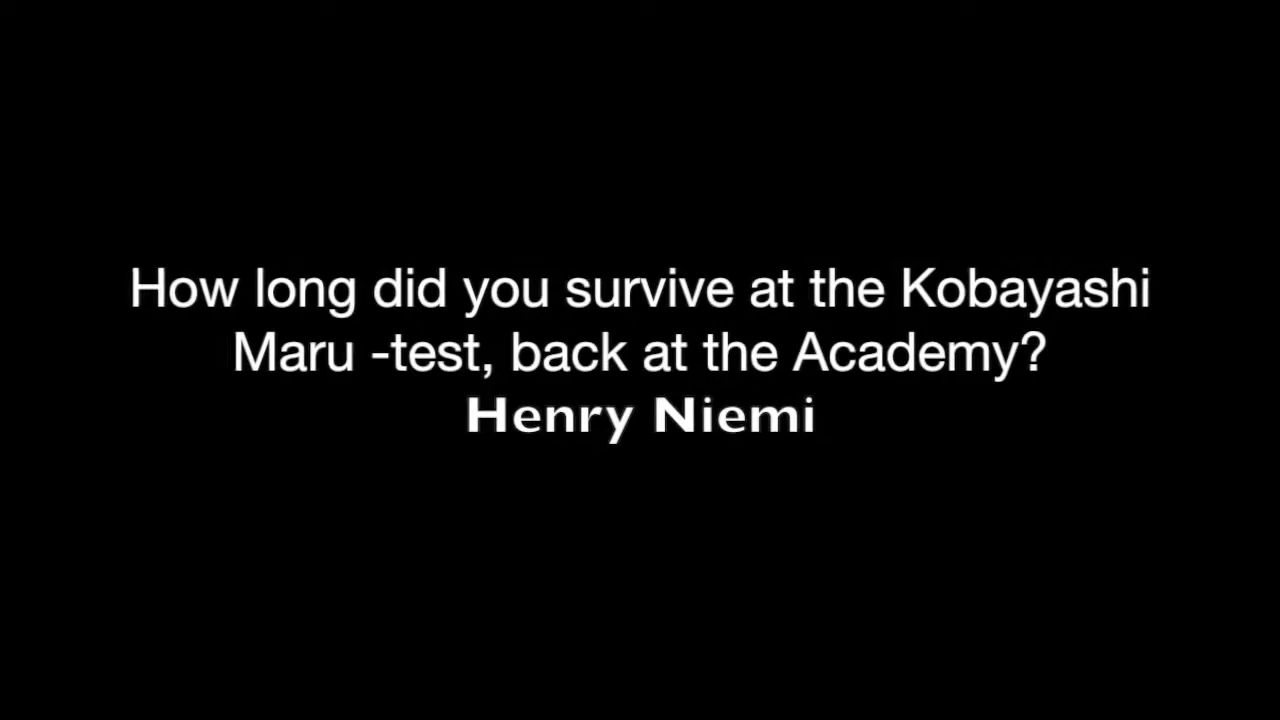 How long did you survive at the Kobayashi
Maru -test, back at the Academy?
Henry Niemi